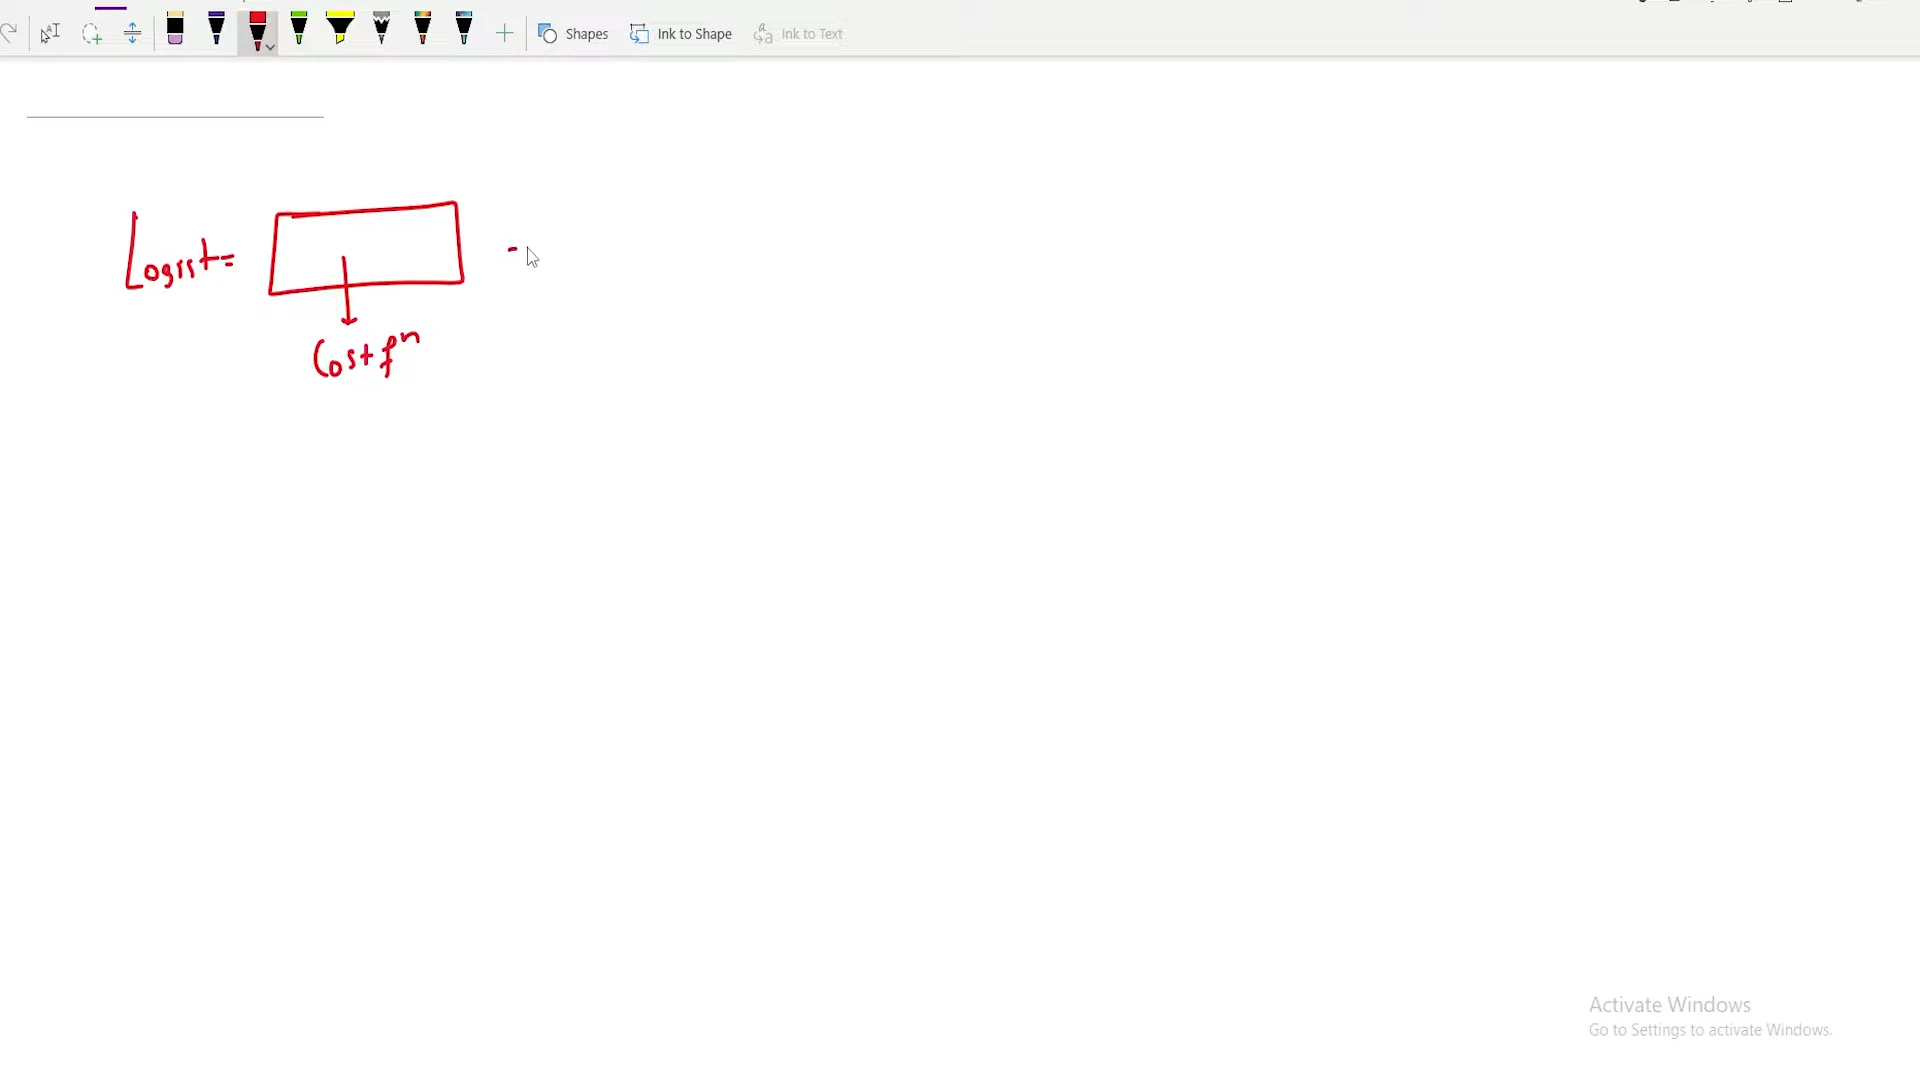 Shapes Ink to Shape Ink to Text
Logist=
Cost fⁿ
Activate Windows
Go to Settings to activate Windows.